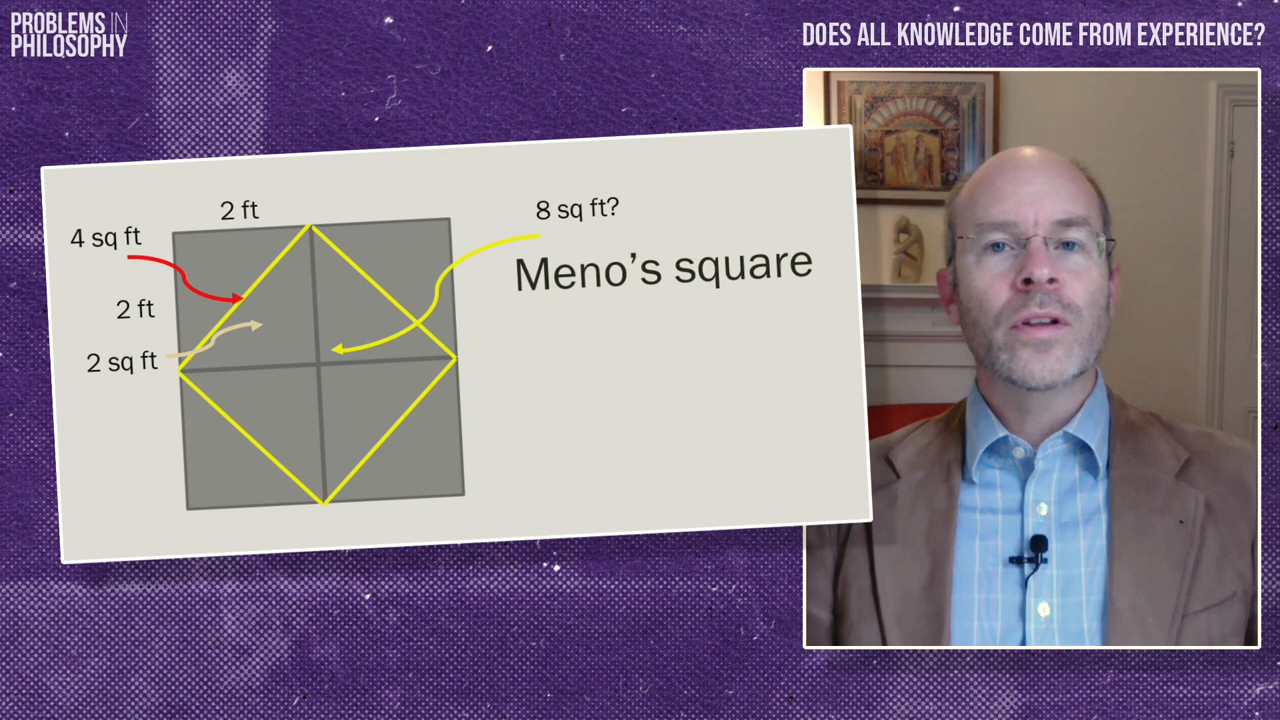 PROBLEMS IN
PHILOSOPHY
DOES ALL KNOWLEDGE COME FROM EXPERIENCE?
2 ft
8 sq ft?
4 sq ft
Meno's square
2 ft
2 sq ft